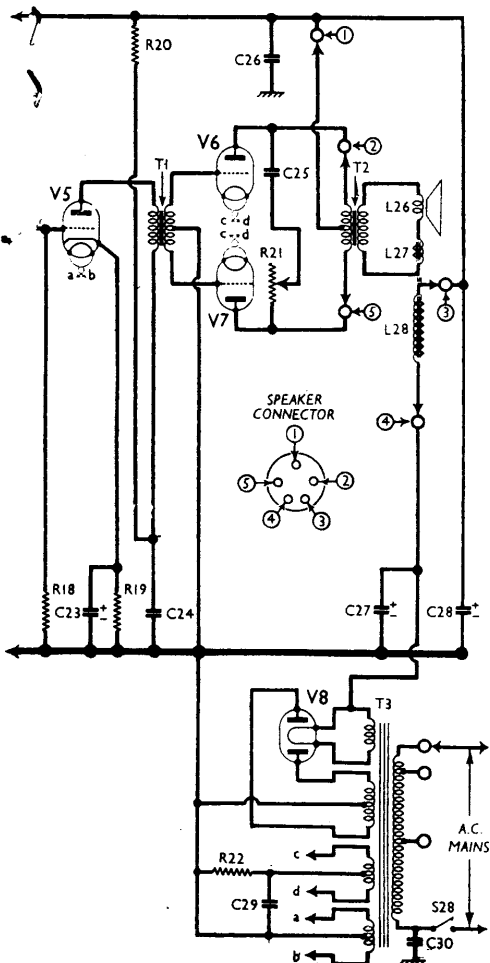 R20
C26
①
V6
②
V5
T1
C25
T2
c d
c d
L26
R21
L27
a b
V7
⑤
L28
③
SPEAKER
CONNECTOR
④
①
⑤
②
④
③
R18
C23
+
-
R19
C24
C27
+
-
C28
+
-
V8
T3
c
A.C.
MAINS
R22
d
C29
a
S28
C30
b